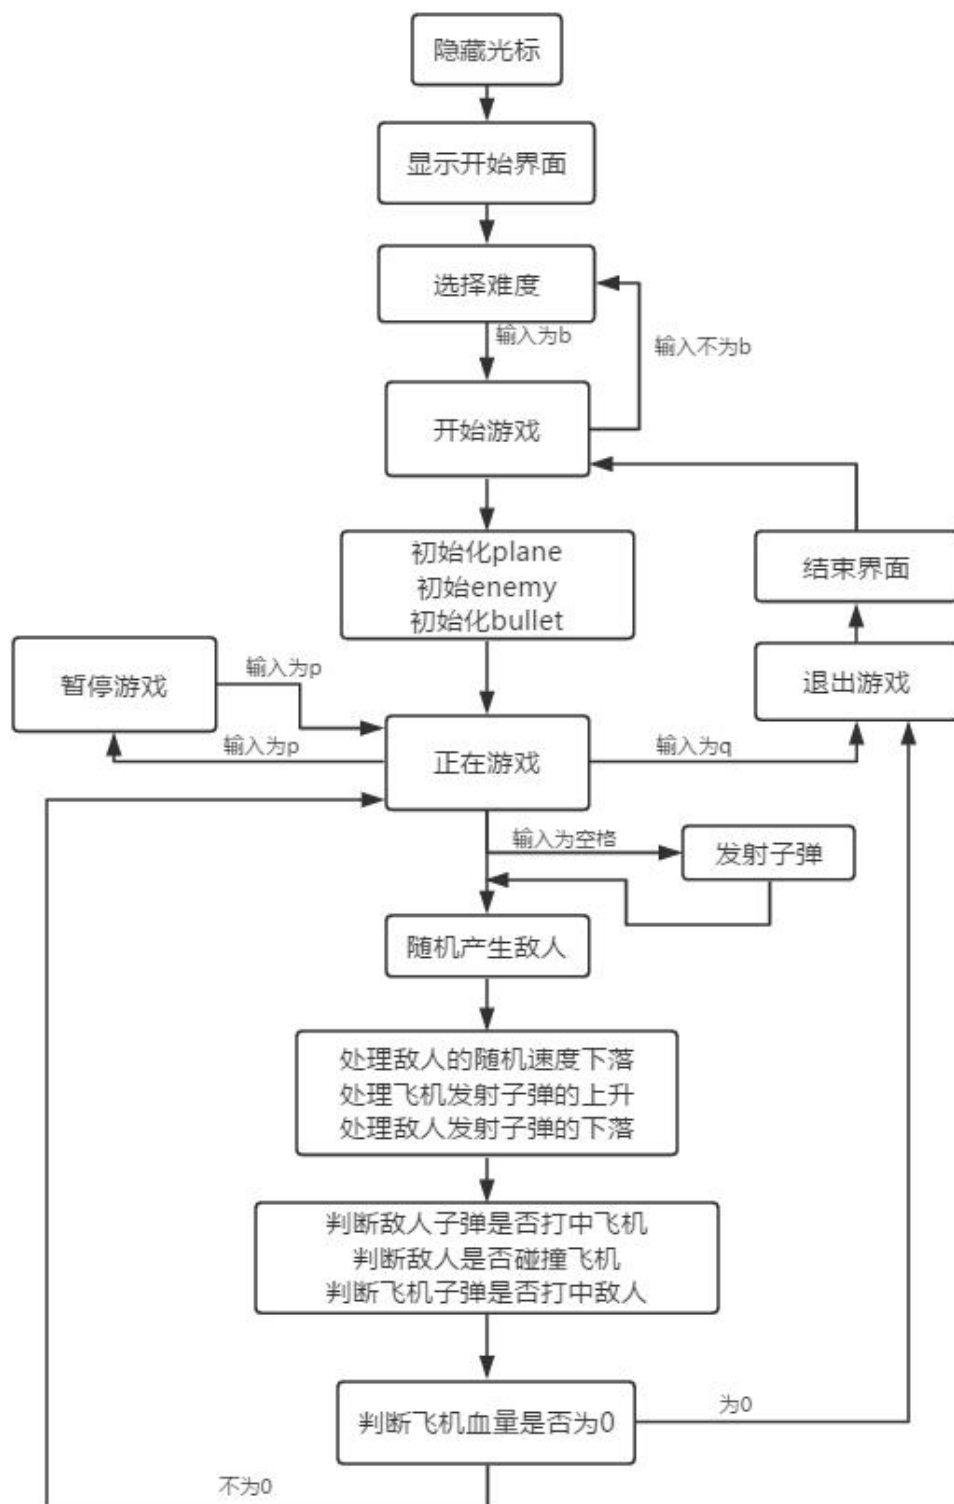 隐藏光标
显示开始界面
选择难度
输入为b
输入不为b
开始游戏
初始化plane
初始enemy
初始化bullet
结束界面
暂停游戏
输入为p
退出游戏
输入为p
正在游戏
输入为q
输入为空格
发射子弹
随机产生敌人
处理敌人的随机速度下落
处理飞机发射子弹的上升
处理敌人发射子弹的下落
判断敌人子弹是否打中飞机
判断敌人是否碰撞飞机
判断飞机子弹是否打中敌人
判断飞机血量是否为0
为0
不为0